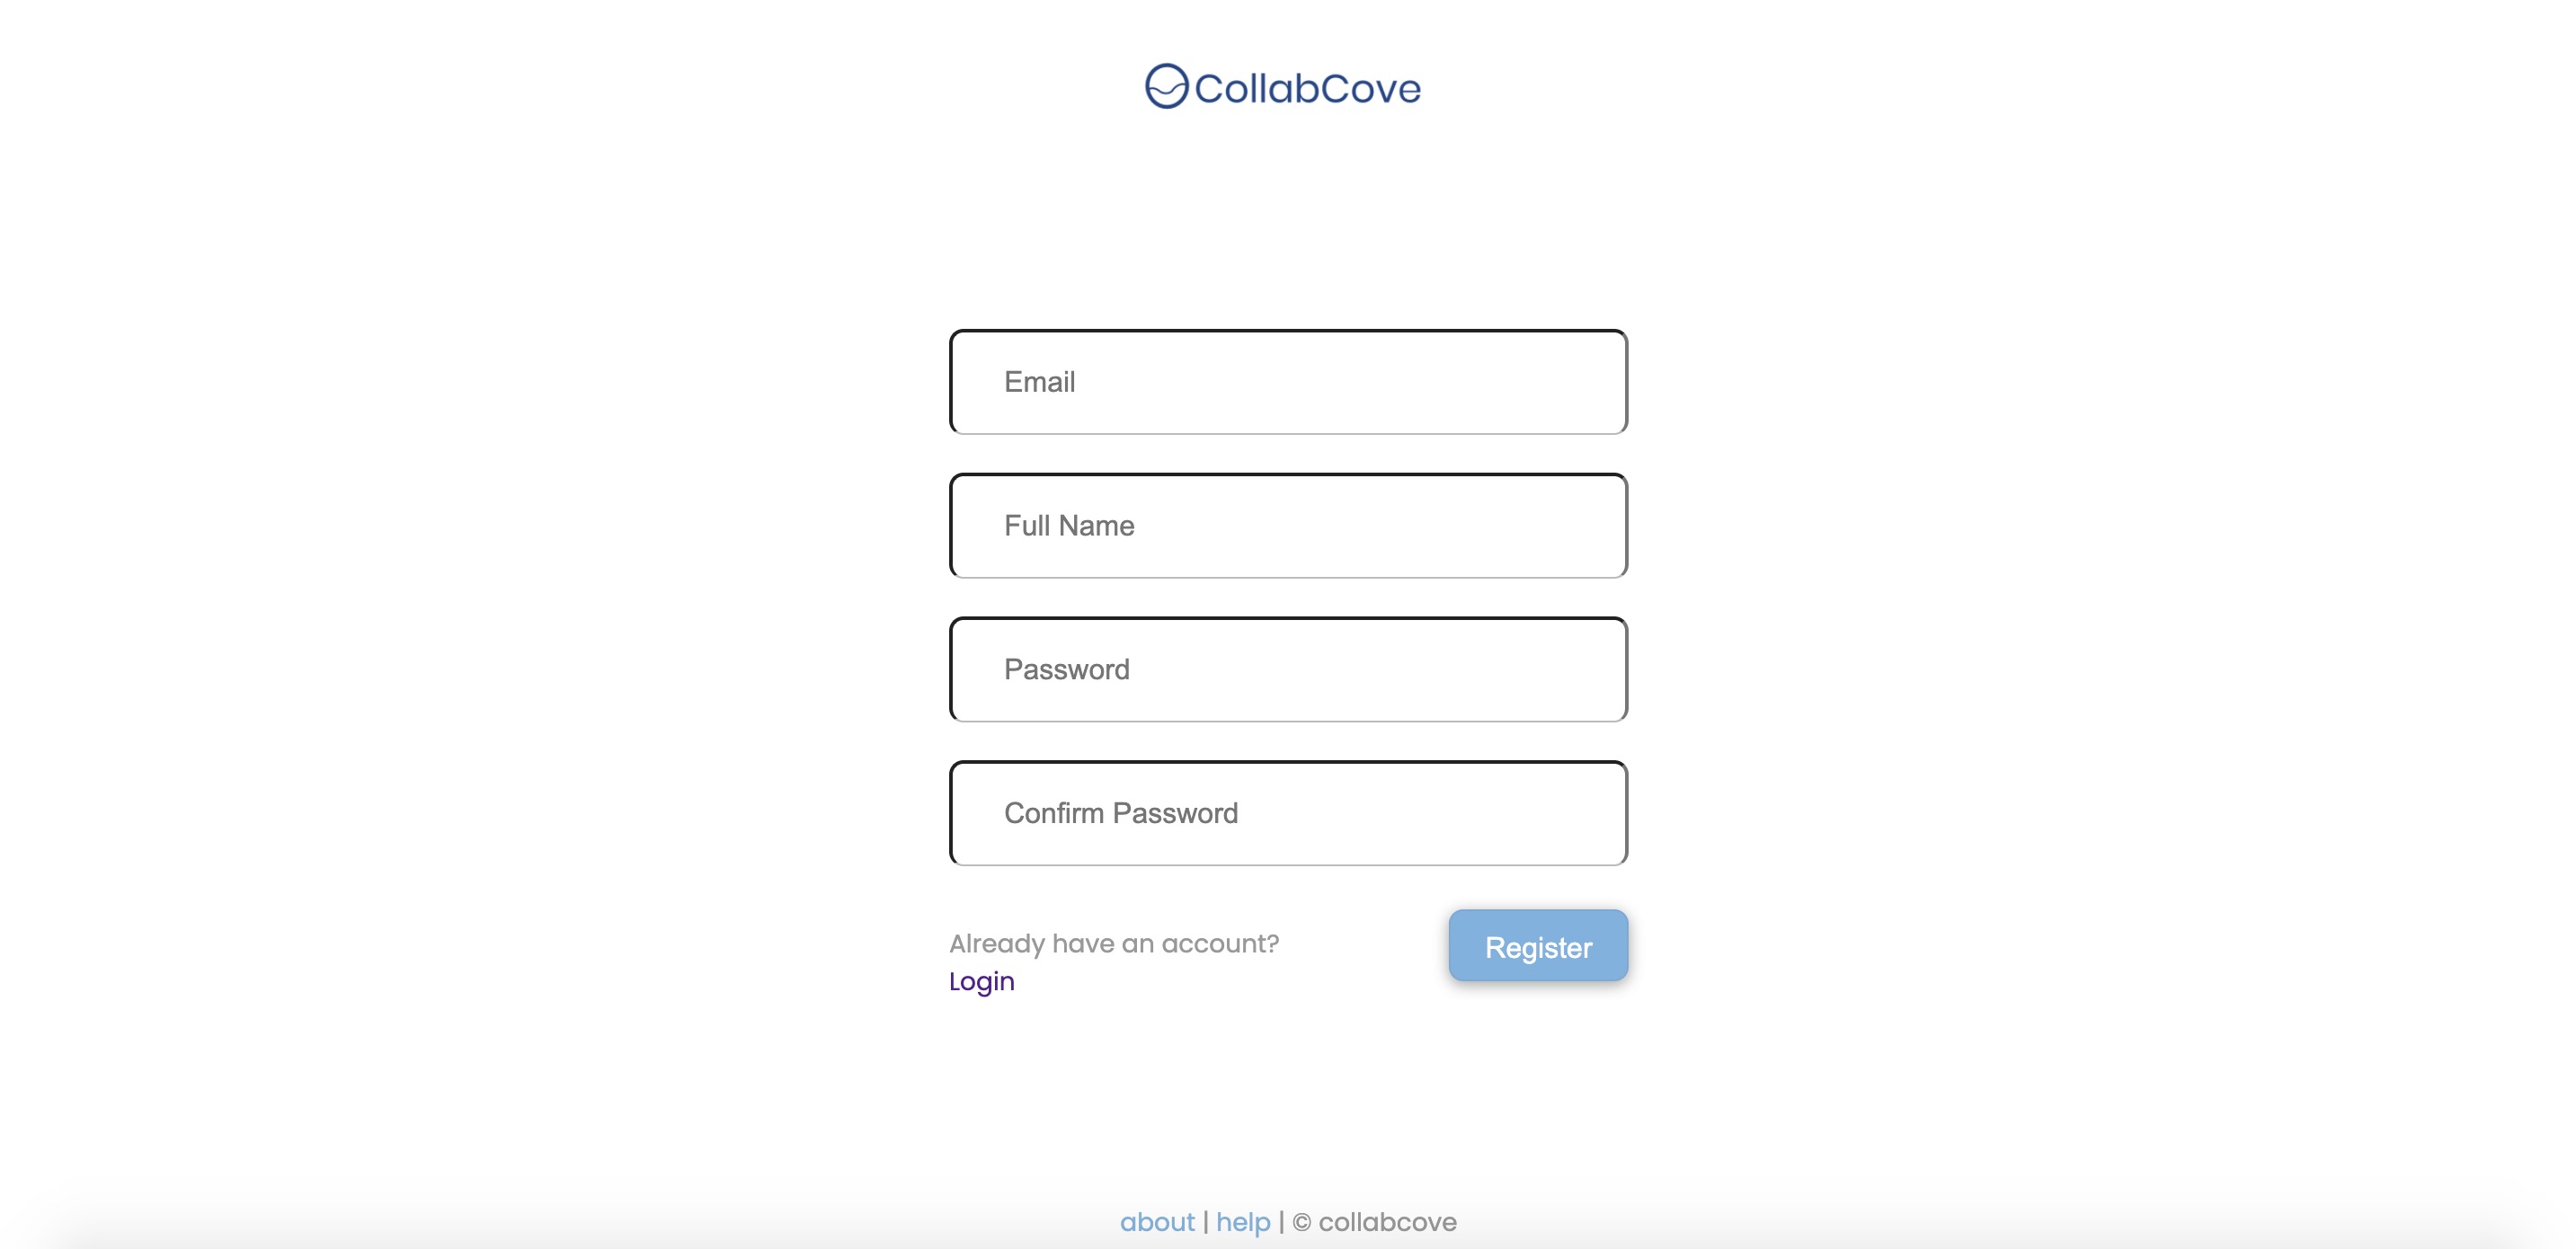 CollabCove
Email
Full Name
Password
Confirm Password
Already have an account?
Login
Register
about | help | © collabcove